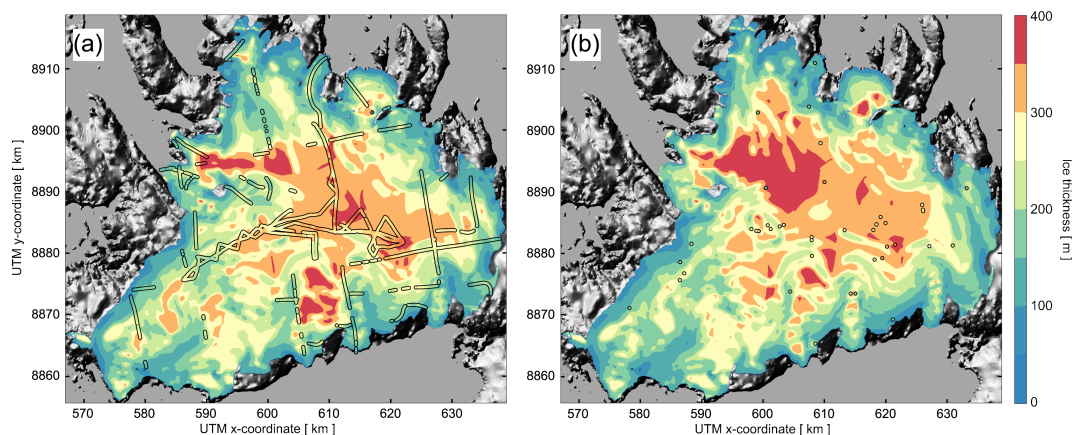 (a)
(b)
8910
8900
8890
8880
8870
8860
UTM y-coordinate [ km ]
570 580 590 600 610 620 630
UTM x-coordinate [ km ]
8910
8900
8890
8880
8870
8860
570 580 590 600 610 620 630
UTM x-coordinate [ km ]
400
300
200
100
0
Ice thickness [ m ]